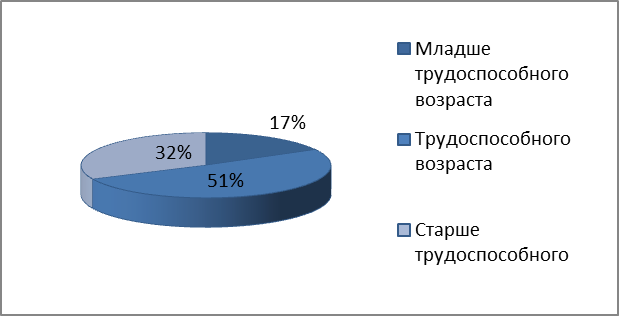 17%
32%
51%
Младше
трудоспособного
возраста
Трудоспособного
возраста
Старше
трудоспособного